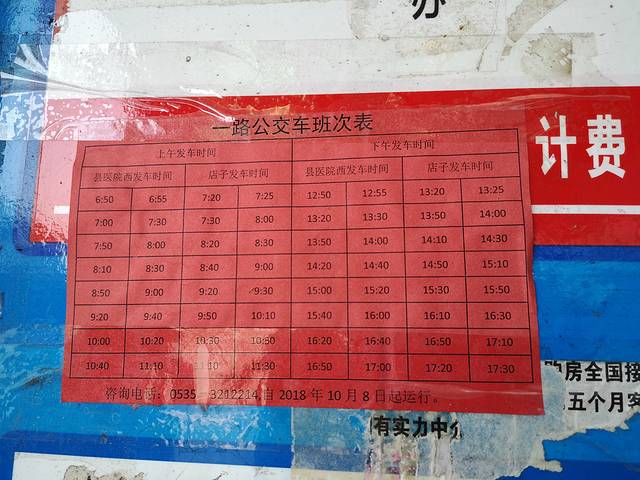 办
计费
一路公交车班次表
上午发车时间 下午发车时间
县医院西发车时间 店子发车时间 县医院西发车时间 店子发车时间
6:50 6:55 7:20 7:25 12:50 12:55 13:20 13:25
7:00 7:30 7:30 8:00 13:20 13:30 13:50 14:00
7:50 8:00 8:20 8:30 13:50 14:00 14:10 14:30
8:10 8:30 8:40 9:00 14:20 14:40 14:50 15:10
8:50 9:00 9:20 9:30 15:00 15:20 15:30 15:50
9:20 9:40 9:50 10:10 15:40 16:00 16:10 16:30
10:00 10:20 10:30 10:50 16:20 16:40 16:50 17:10
10:40 11:10 11:10 11:30 16:50 17:00 17:20 17:30
咨询电话：0535—3212214,自 2018 年 10 月 8 日起运行。
房全国接
五个月客
有实力中介